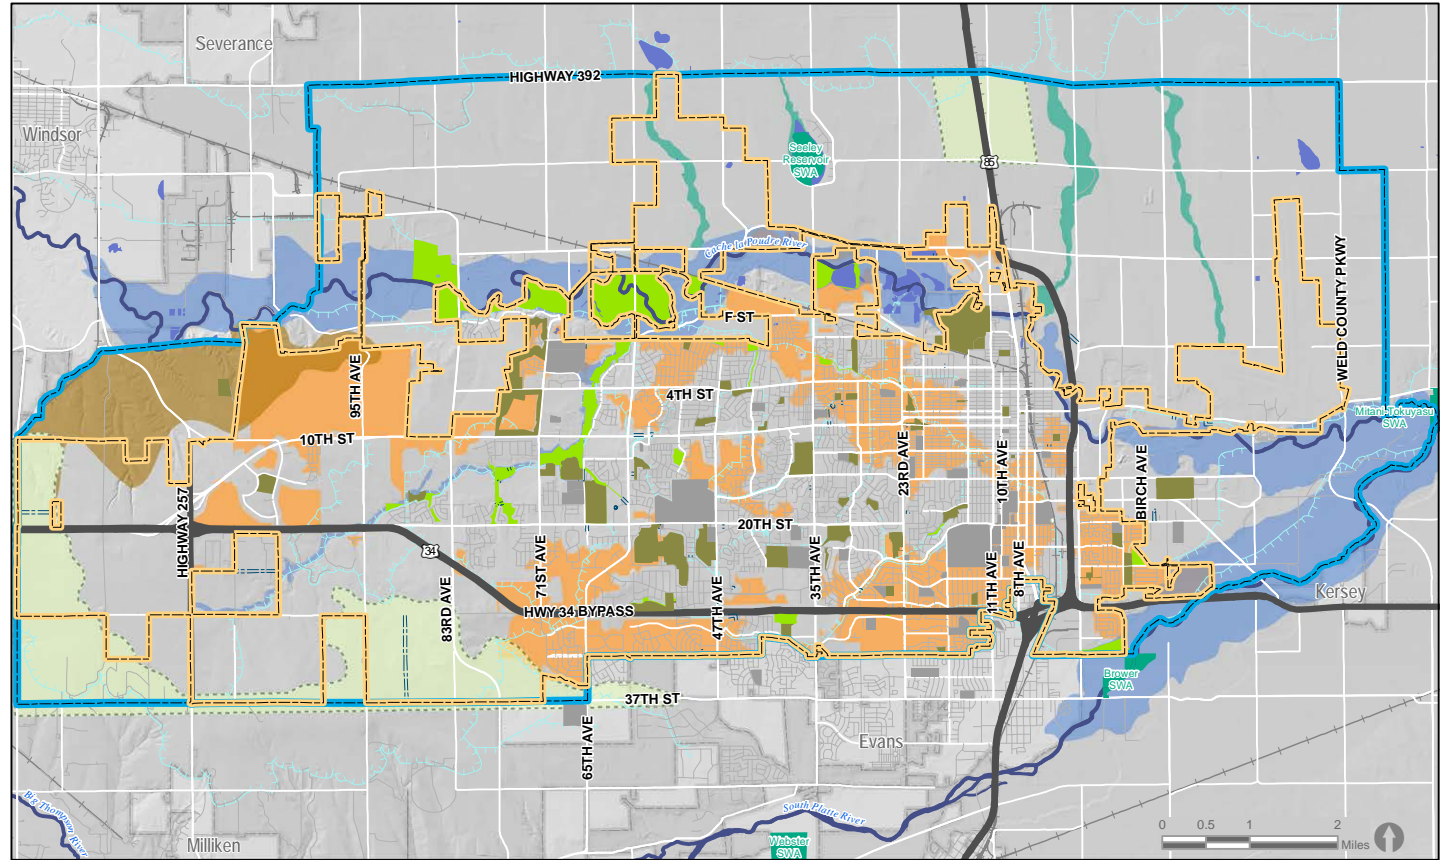 Severance
HIGHWAY 392
Windsor
Seeley
Reservoir
SWA
85
Cache la Poudre River
WELD COUNTY PKWY
F ST
95TH AVE
4TH ST
Mitani-Tokuyasu
SWA
10TH ST
23RD AVE
10TH AVE
BIRCH AVE
HIGHWAY 257
20TH ST
34
71ST AVE
35TH AVE
11TH AVE
8TH AVE
83RD AVE
47TH AVE
HWY 34 BYPASS
Kersey
Brower
SWA
37TH ST
65TH AVE
Evans
Big Thompson River
South Platte River
Milliken
Webster
SWA
0 0.5 1 2
Miles